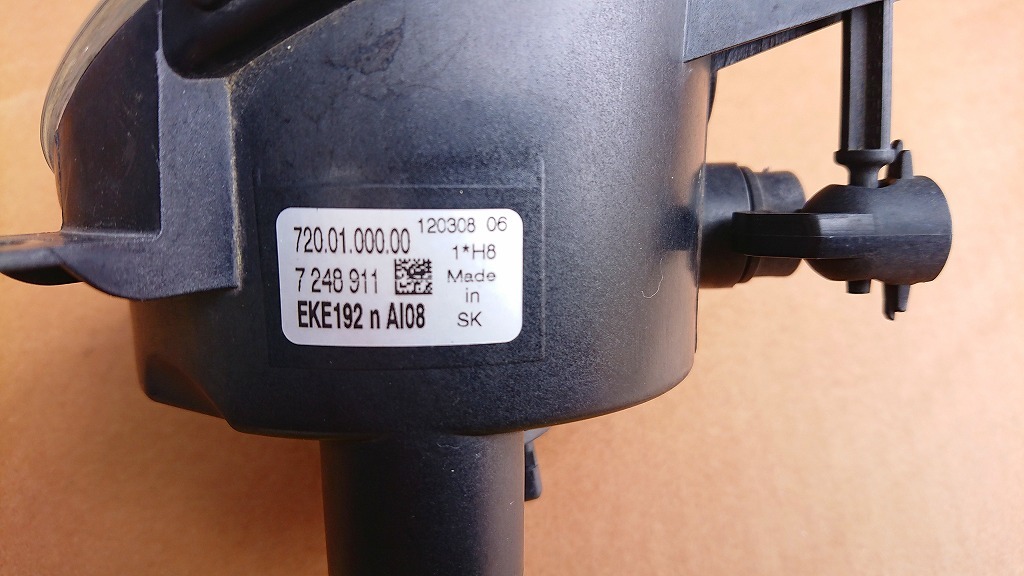 720.01.000.00 120308 06
1*H8
7 248 911 Made
in
EKE192 n AI08 SK